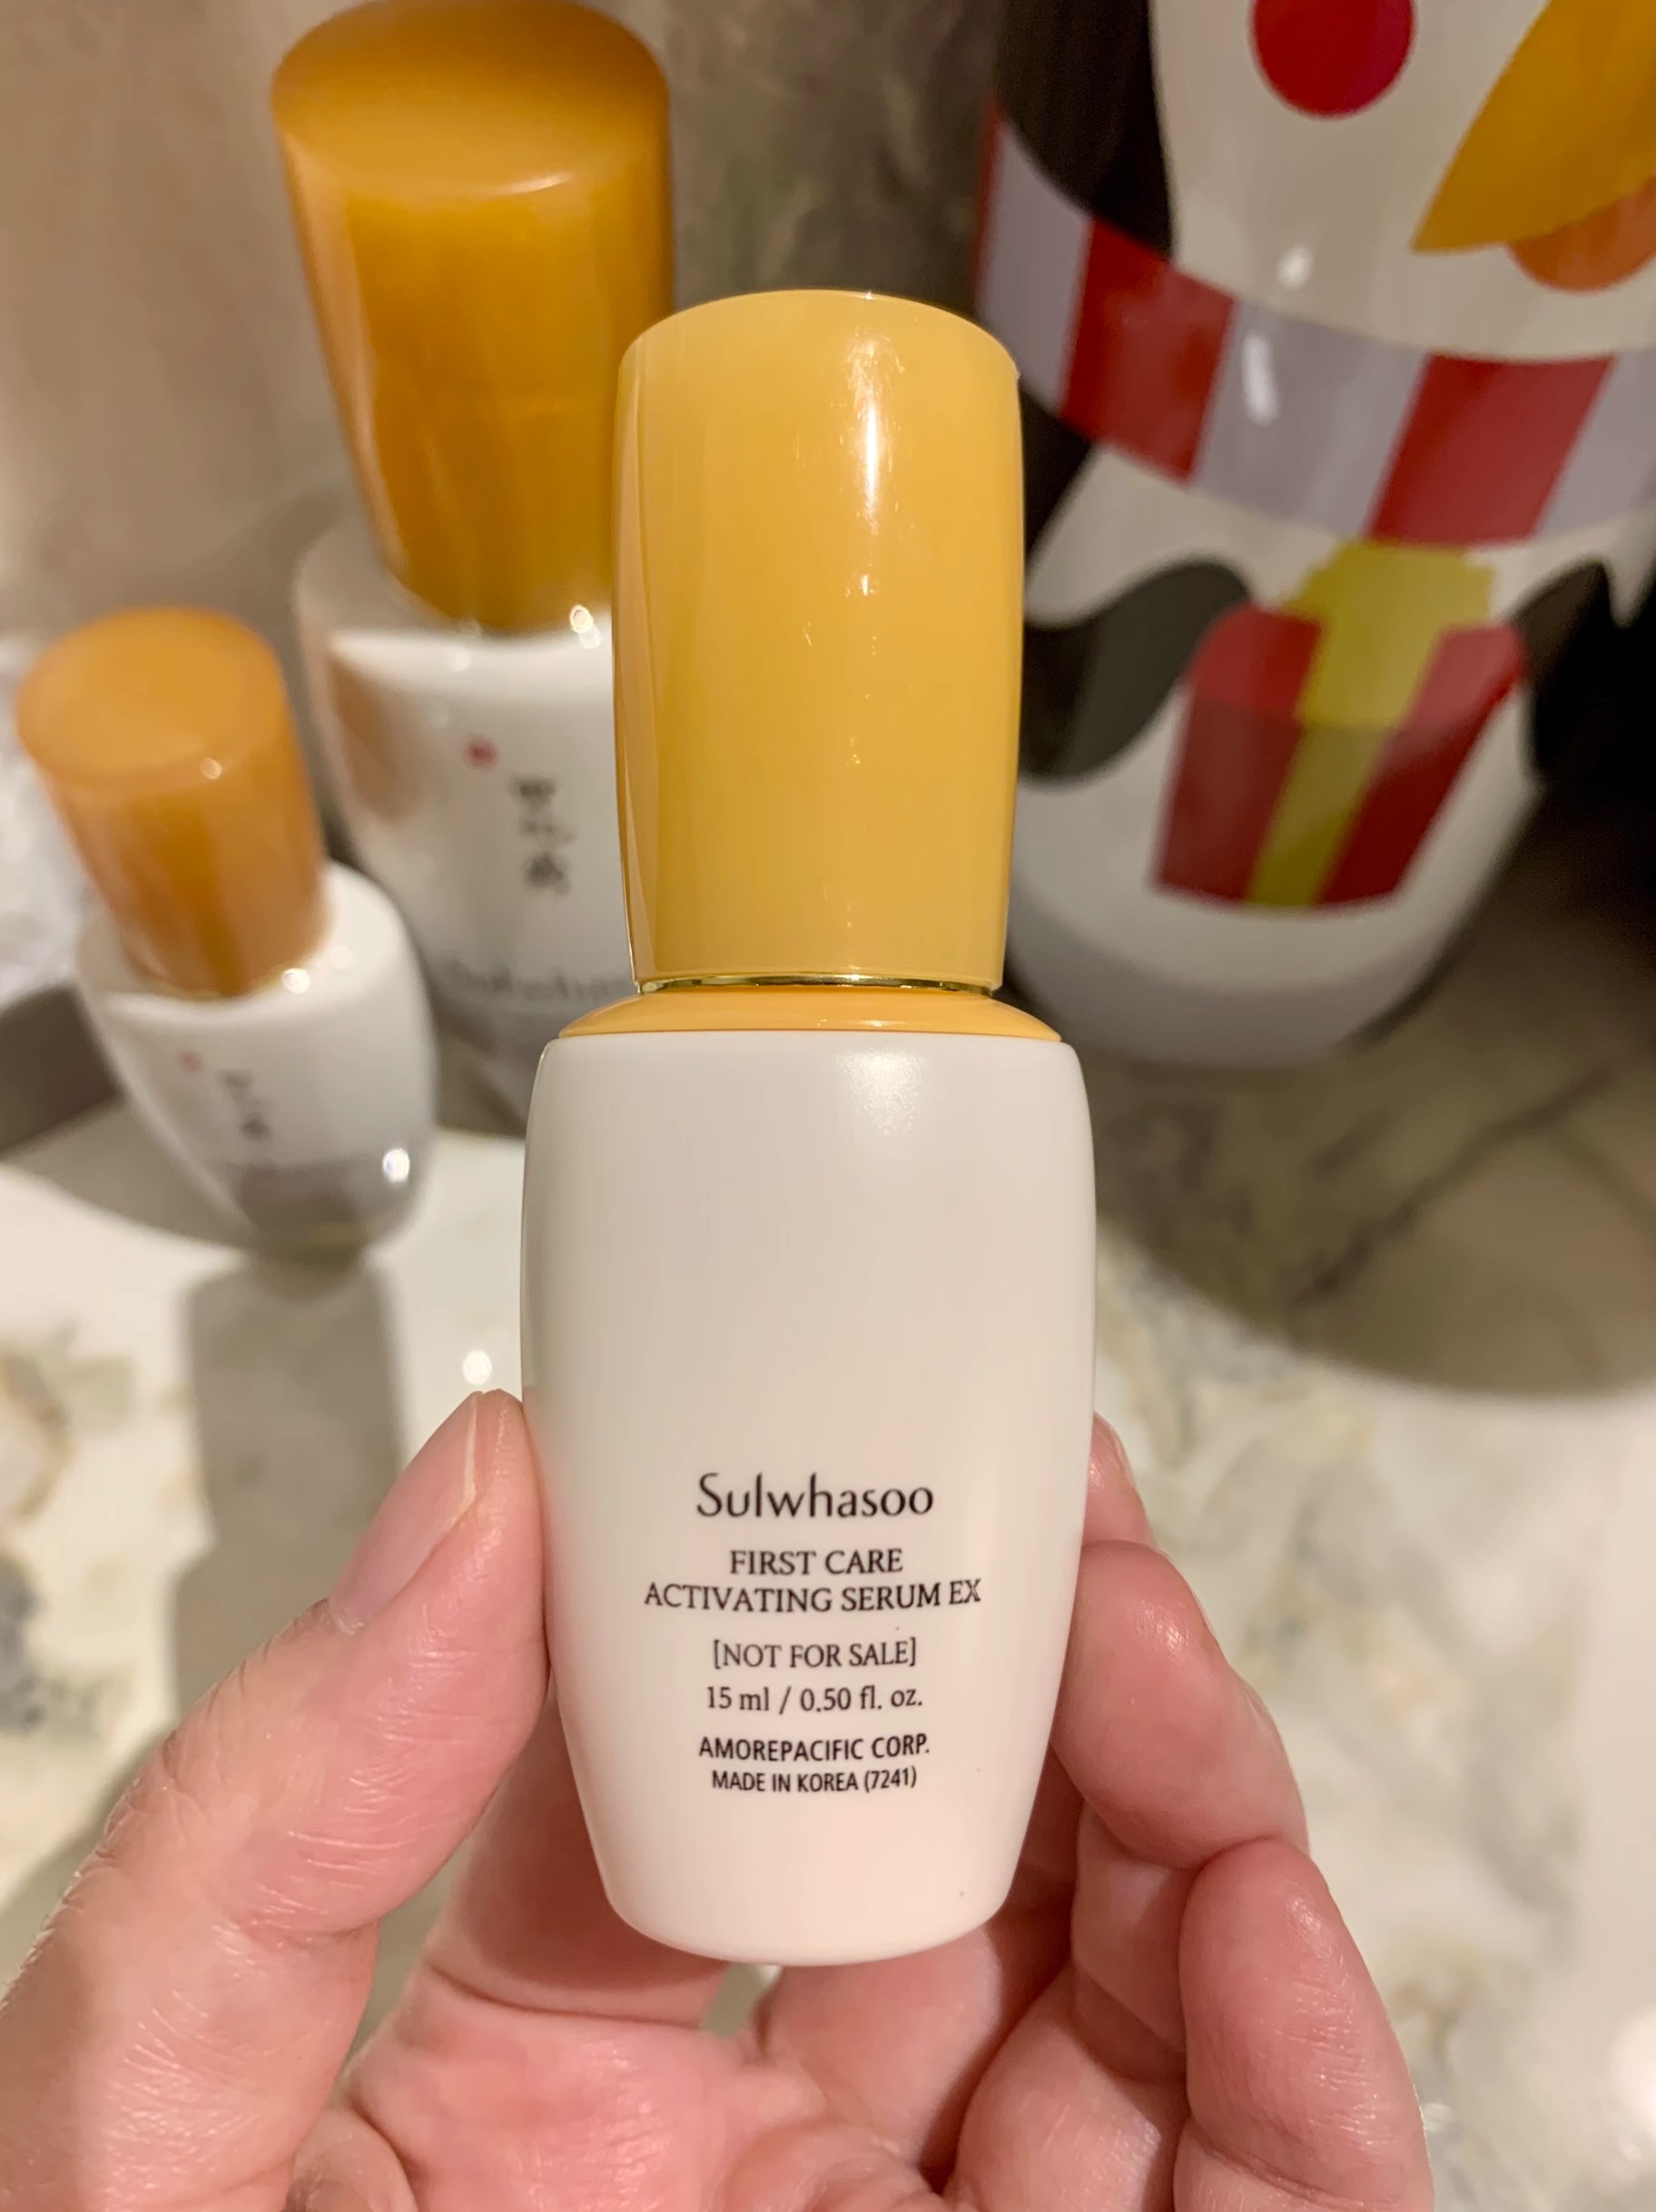 Sulwhasoo
FIRST CARE
ACTIVATING SERUM EX
[NOT FOR SALE]
15 ml / 0.50 fl. oz.
AMOREPACIFIC CORP.
MADE IN KOREA (7241)